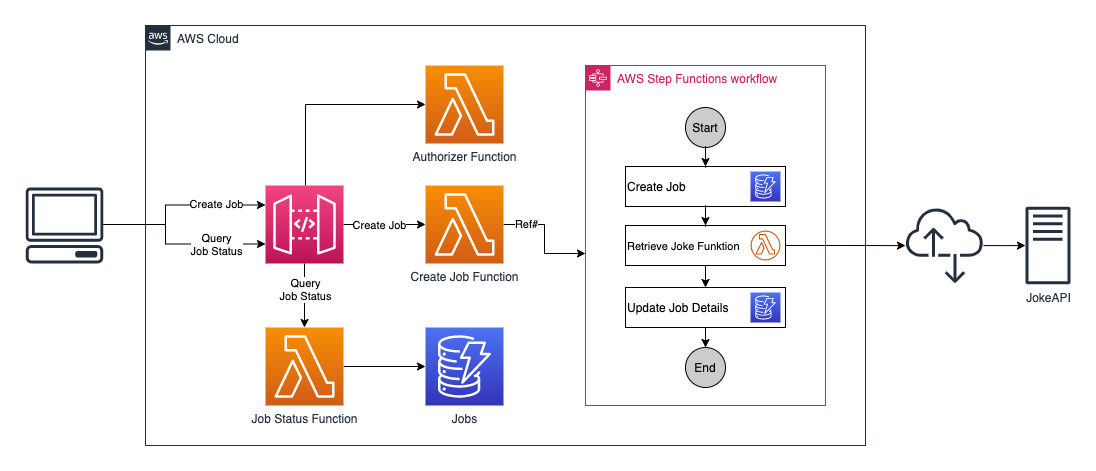 aws
AWS Cloud
AWS Step Functions workflow
Start
Authorizer Function
Create Job
Create Job
Query
Job Status
</>
Create Job
Ref#
Retrieve Joke Funktion
Create Job Function
Query
Job Status
Update Job Details
JokeAPI
End
Job Status Function
Jobs